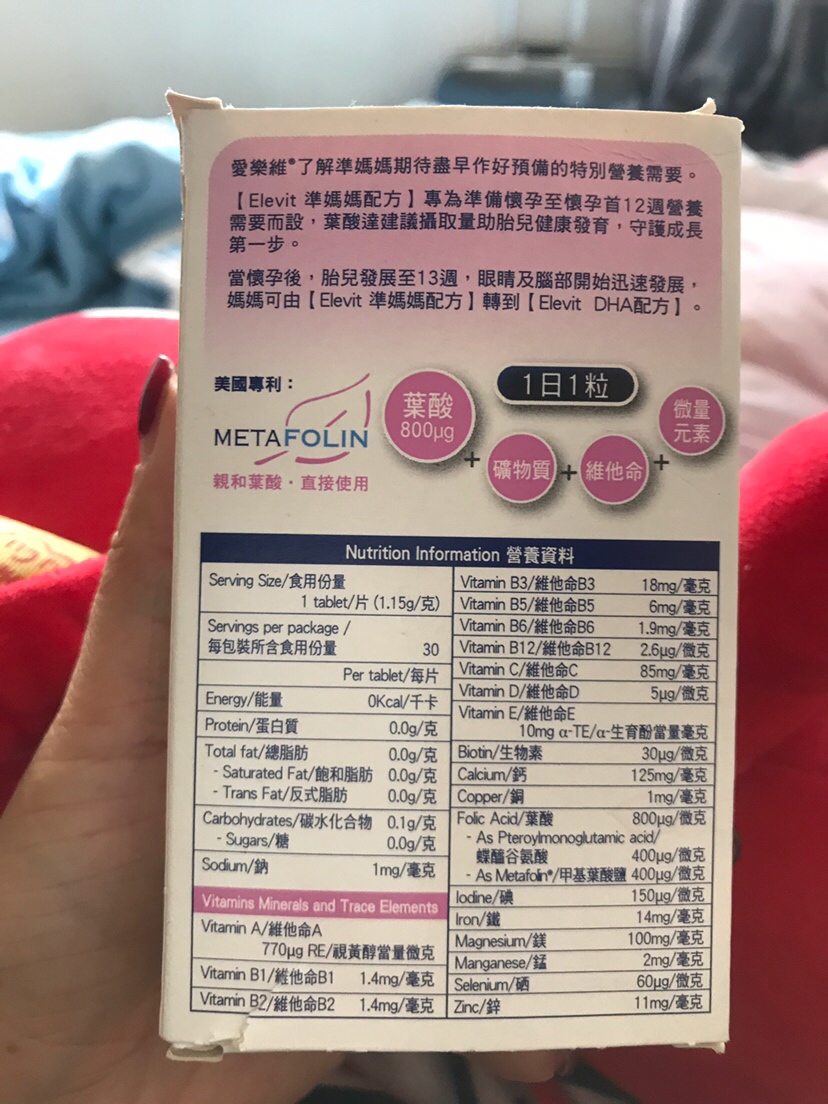 愛樂維®了解準媽媽期待盡早作好預備的特別營養需要。
【Elevit 準媽媽配方】專為準備懷孕至懷孕首12週營養
需要而設，葉酸達建議攝取量助胎兒健康發育，守護成長
第一步。
當懷孕後，胎兒發展至13週，眼睛及腦部開始迅速發展，
媽媽可由【Elevit 準媽媽配方】轉到【Elevit DHA配方】。
美國專利：
METAFOLIN
親和葉酸·直接使用
葉酸
800µg
1日1粒
+
礦物質
+
維他命
+
微量
元素
Nutrition Information 營養資料
Serving Size/食用份量
1 tablet/片 (1.15g/克)
Servings per package /
每包裝所含食用份量 30
Per tablet/每片
Energy/能量 0Kcal/千卡
Protein/蛋白質 0.0g/克
Total fat/總脂肪 0.0g/克
- Saturated Fat/飽和脂肪 0.0g/克
- Trans Fat/反式脂肪 0.0g/克
Carbohydrates/碳水化合物 0.1g/克
- Sugars/糖 0.0g/克
Sodium/鈉 1mg/毫克
Vitamins Minerals and Trace Elements
Vitamin A/維他命A
770µg RE/視黃醇當量微克
Vitamin B1/維他命B1 1.4mg/毫克
Vitamin B2/維他命B2 1.4mg/毫克
Vitamin B3/維他命B3 18mg/毫克
Vitamin B5/維他命B5 6mg/毫克
Vitamin B6/維他命B6 1.9mg/毫克
Vitamin B12/維他命B12 2.6µg/微克
Vitamin C/維他命C 85mg/毫克
Vitamin D/維他命D 5µg/微克
Vitamin E/維他命E
10mg α-TE/α-生育酚當量毫克
Biotin/生物素 30µg/微克
Calcium/鈣 125mg/毫克
Copper/銅 1mg/毫克
Folic Acid/葉酸 800µg/微克
- As Pteroylmonoglutamic acid/
蝶醯谷氨酸 400µg/微克
- As Metafolin®/甲基葉酸鹽 400µg/微克
Iodine/碘 150µg/微克
Iron/鐵 14mg/毫克
Magnesium/鎂 100mg/毫克
Manganese/錳 2mg/毫克
Selenium/硒 60µg/微克
Zinc/鋅 11mg/毫克